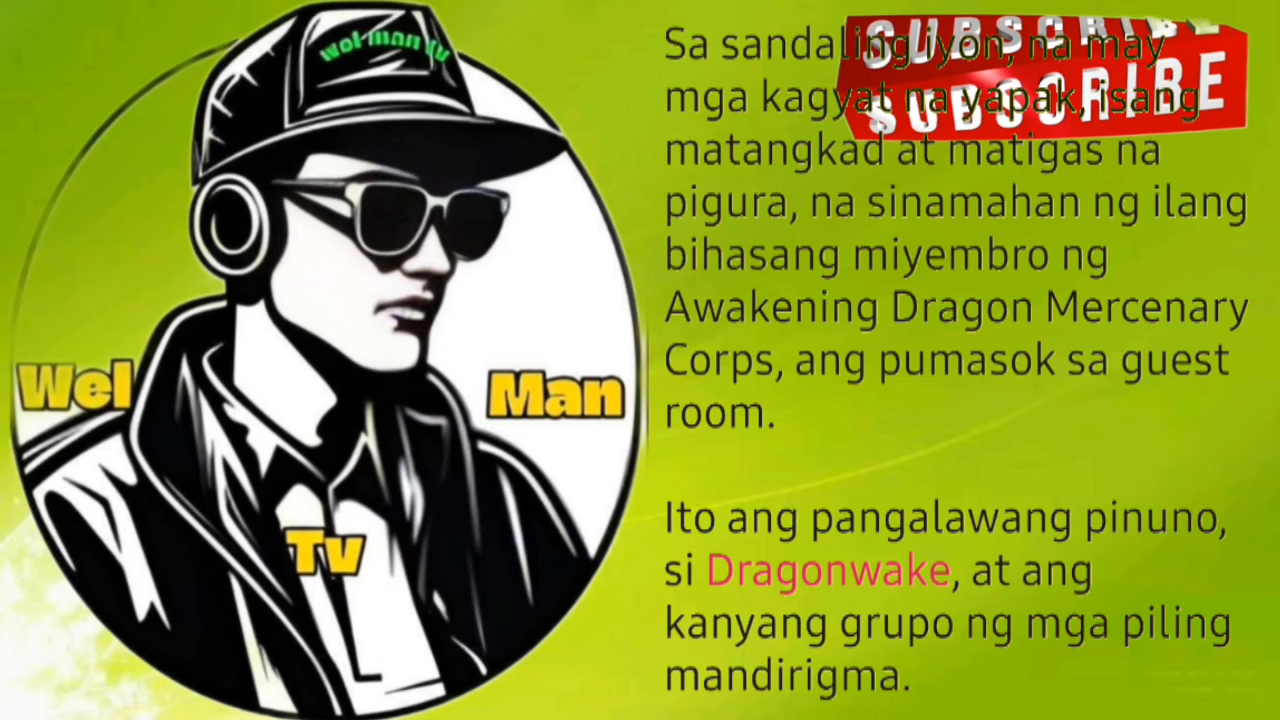 wel man tv
Wel
Man
Tv
SUBSCRIBE
SUBSCRIBE
Sa sandaling iyon, na may
mga kagyat na yapak, isang
matangkad at matigas na
pigura, na sinamahan ng ilang
bihasang miyembro ng
Awakening Dragon Mercenary
Corps, ang pumasok sa guest
room.
Ito ang pangalawang pinuno,
si Dragonwake, at ang
kanyang grupo ng mga piling
mandirigma.